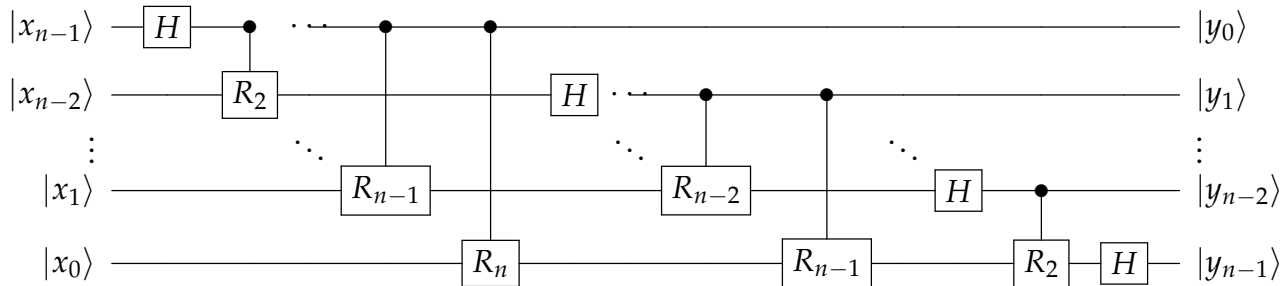 |x_{n−1}⟩ H ⋯ |y_0⟩
|x_{n−2}⟩ R_2 H ⋯ |y_1⟩
⋮ ⋱ ⋱ ⋱ ⋮
|x_1⟩ R_{n−1} R_{n−2} H |y_{n−2}⟩
|x_0⟩ R_n R_{n−1} R_2 H |y_{n−1}⟩